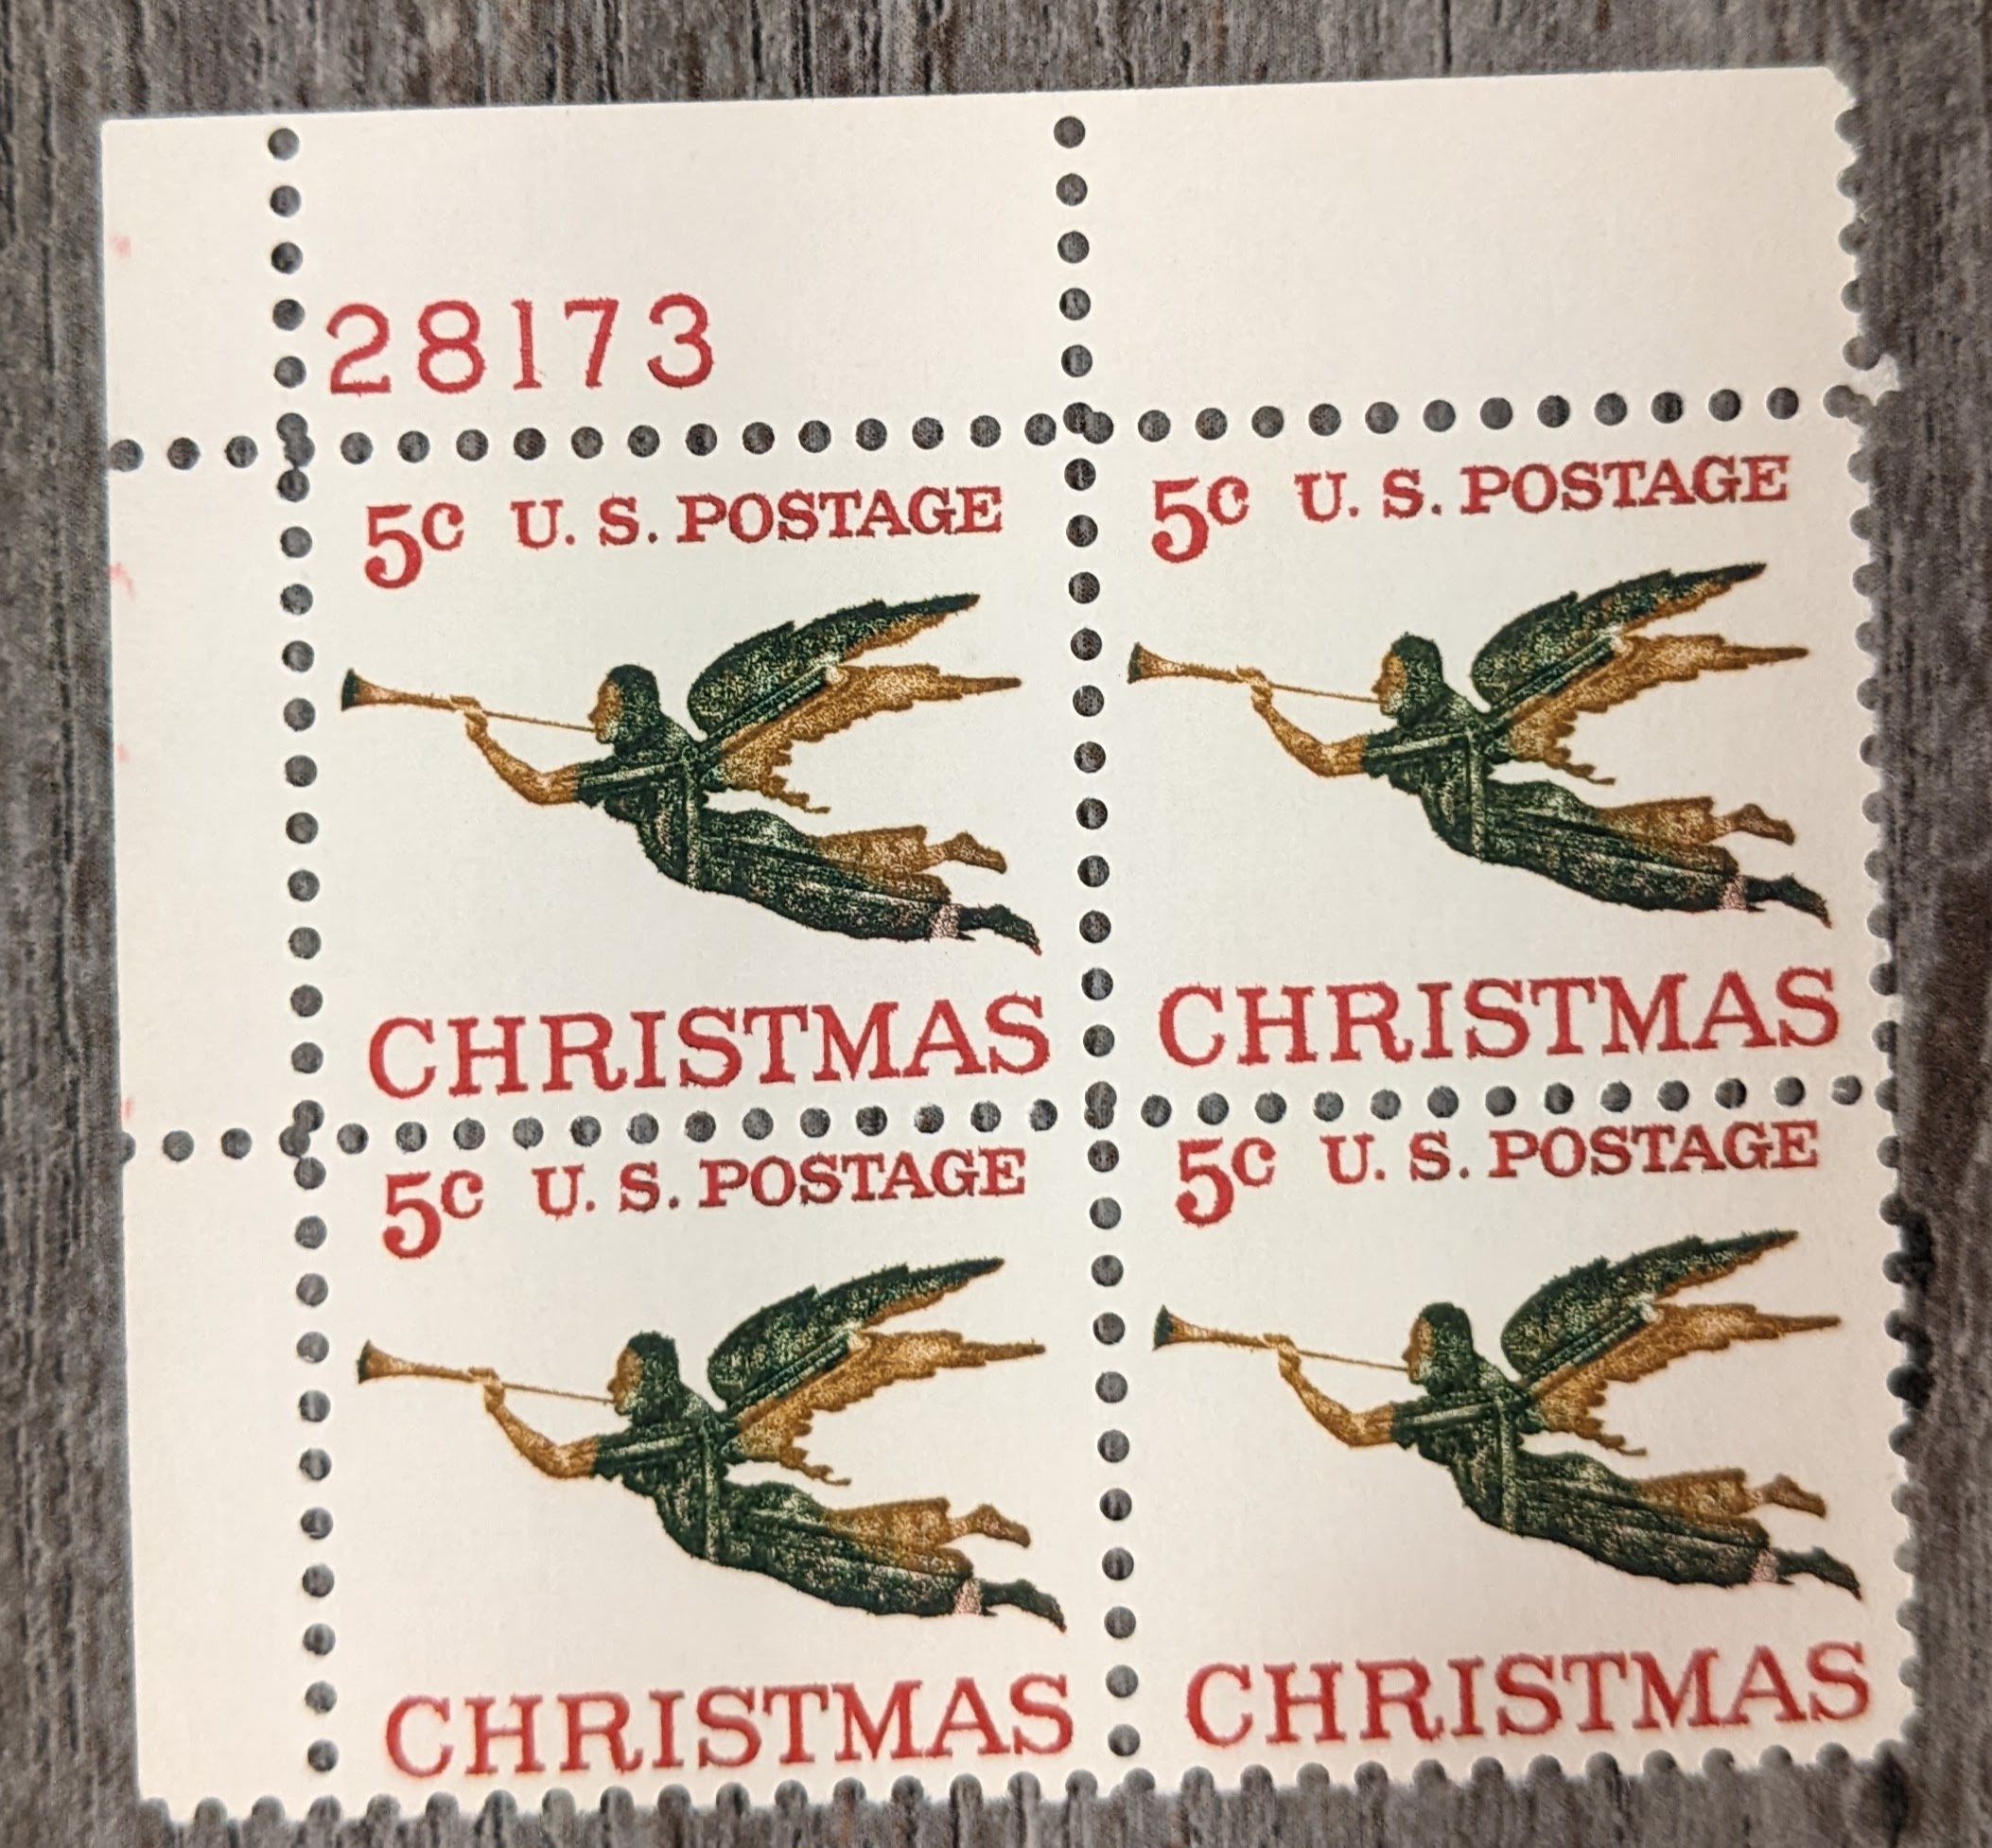 28173
5c U. S. POSTAGE
CHRISTMAS
5c U. S. POSTAGE
CHRISTMAS
5c U. S. POSTAGE
CHRISTMAS
5c U. S. POSTAGE
CHRISTMAS